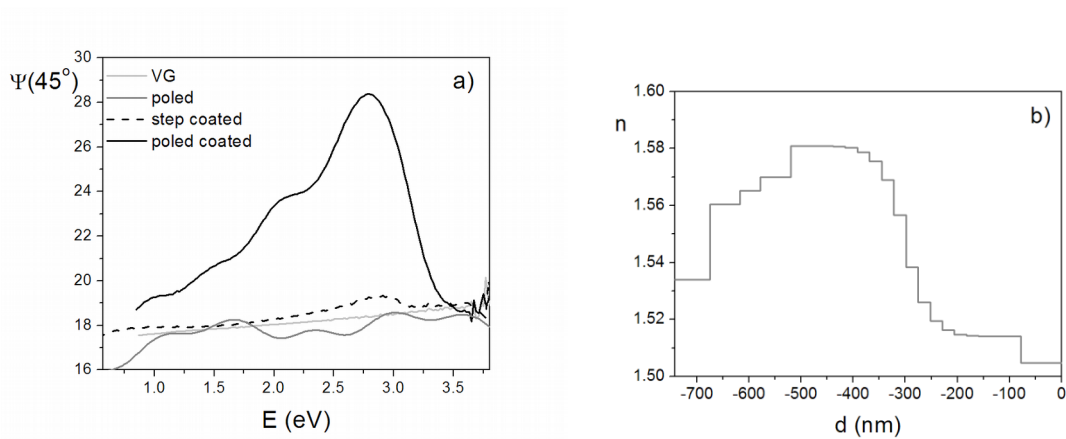 Ψ(45°)
30
28
26
24
22
20
18
16
VG
poled
step coated
poled coated
a)
1.0 1.5 2.0 2.5 3.0 3.5
E (eV)
n
1.60
1.58
1.56
1.54
1.52
1.50
b)
-700 -600 -500 -400 -300 -200 -100 0
d (nm)